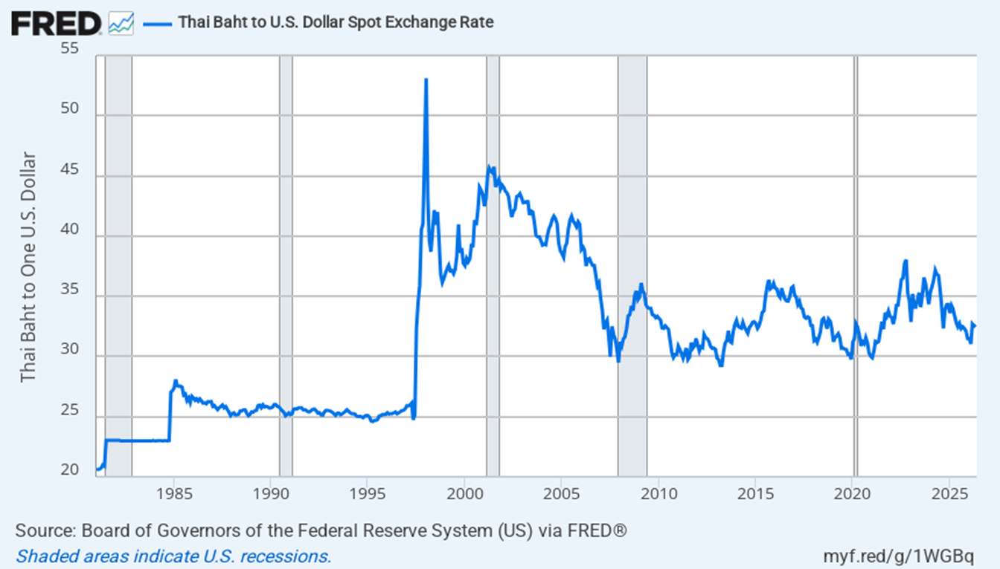 FRED
Thai Baht to U.S. Dollar Spot Exchange Rate
Thai Baht to One U.S. Dollar
55
50
45
40
35
30
25
20
1985 1990 1995 2000 2005 2010 2015 2020 2025
Source: Board of Governors of the Federal Reserve System (US) via FRED®
Shaded areas indicate U.S. recessions.
myf.red/g/1WGBq